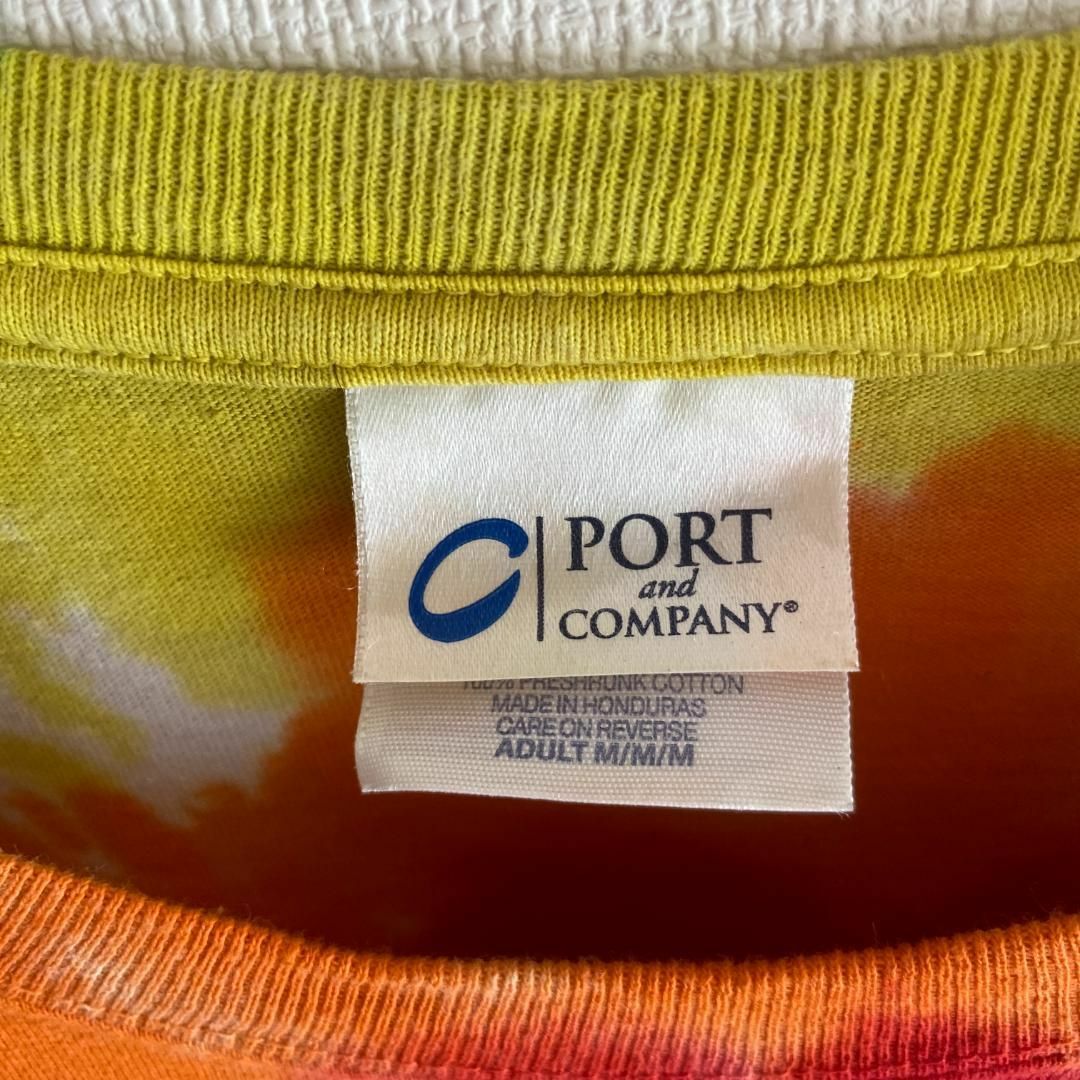 PORT
and
COMPANY®
100% PRESHRUNK COTTON
MADE IN HONDURAS
CARE ON REVERSE
ADULT M/M/M